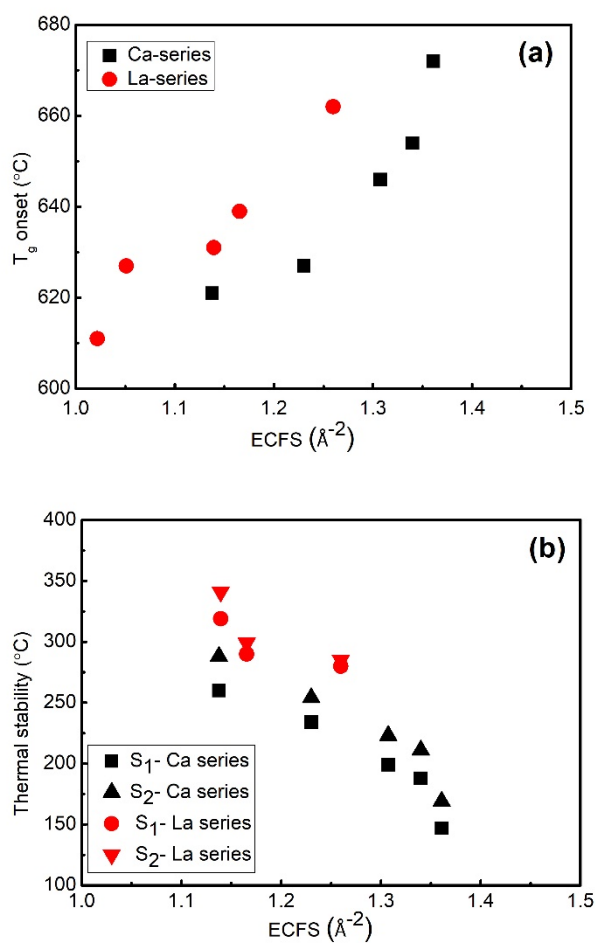 (a)
Ca-series
La-series
680
660
640
620
600
T_g onset (°C)
1.0 1.1 1.2 1.3 1.4 1.5
ECFS (Å⁻²)
(b)
400
350
300
250
200
150
100
Thermal stability (°C)
S₁- Ca series
S₂- Ca series
S₁- La series
S₂- La series
1.0 1.1 1.2 1.3 1.4 1.5
ECFS (Å⁻²)